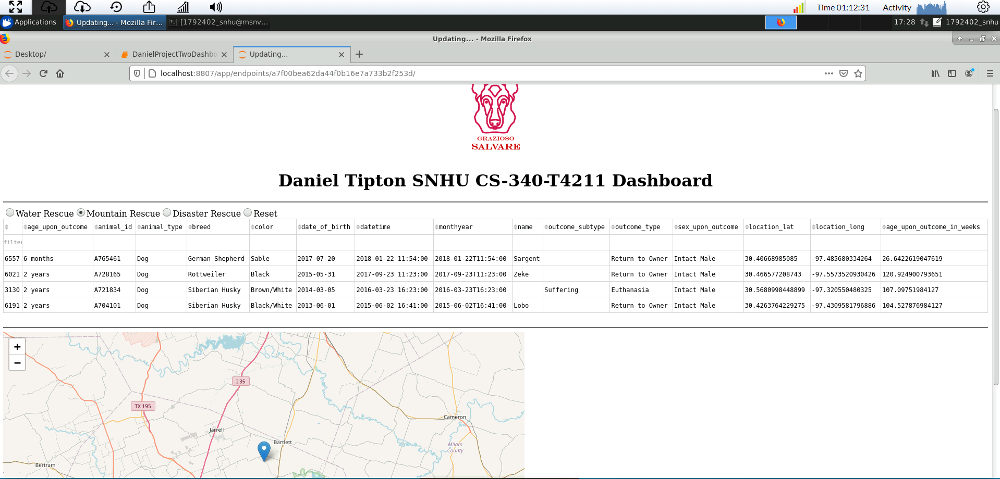 Time 01:12:31 Activity
Applications Updating... - Mozilla Fir... [1792402_snhu@msnv... 17:28 1792402_snhu
Updating... - Mozilla Firefox
Desktop/ DanielProjectTwoDashbo Updating...
localhost:8807/app/endpoints/a7f00bea62da44f0b16e7a733b2f253d/
GRAZIOSO
SALVARE
Daniel Tipton SNHU CS-340-T4211 Dashboard
Water Rescue Mountain Rescue Disaster Rescue Reset
age_upon_outcome animal_id animal_type breed color date_of_birth datetime monthyear name outcome_subtype outcome_type sex_upon_outcome location_lat location_long age_upon_outcome_in_weeks
filter
6557 6 months A765461 Dog German Shepherd Sable 2017-07-20 2018-01-22 11:54:00 2018-01-22T11:54:00 Sargent Return to Owner Intact Male 30.40668985085 -97.485680334264 26.6422619047619
6021 2 years A728165 Dog Rottweiler Black 2015-05-31 2017-09-23 11:23:00 2017-09-23T11:23:00 Zeke Return to Owner Intact Male 30.466577208743 -97.5573520930426 120.924900793651
3130 2 years A721834 Dog Siberian Husky Brown/White 2014-03-05 2016-03-23 16:23:00 2016-03-23T16:23:00 Suffering Euthanasia Intact Male 30.5680998448899 -97.320550480325 107.09751984127
6191 2 years A704101 Dog Siberian Husky Black/White 2013-06-01 2015-06-02 16:41:00 2015-06-02T16:41:00 Lobo Return to Owner Intact Male 30.4263764229275 -97.4309581796886 104.527876984127
+
−
I 35
TX 195
Cameron
Jarrell
Bartlett
Milam
County
Bertram